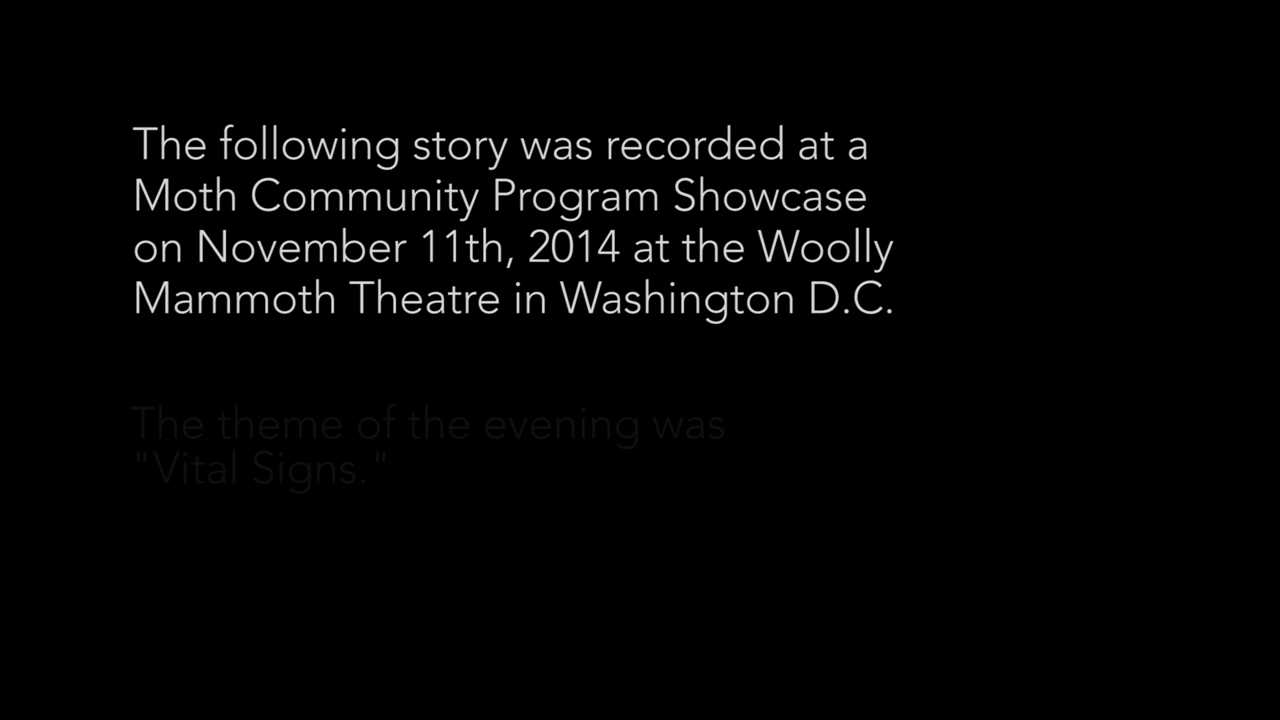 The following story was recorded at a
Moth Community Program Showcase
on November 11th, 2014 at the Woolly
Mammoth Theatre in Washington D.C.
The theme of the evening was
"Vital Signs."